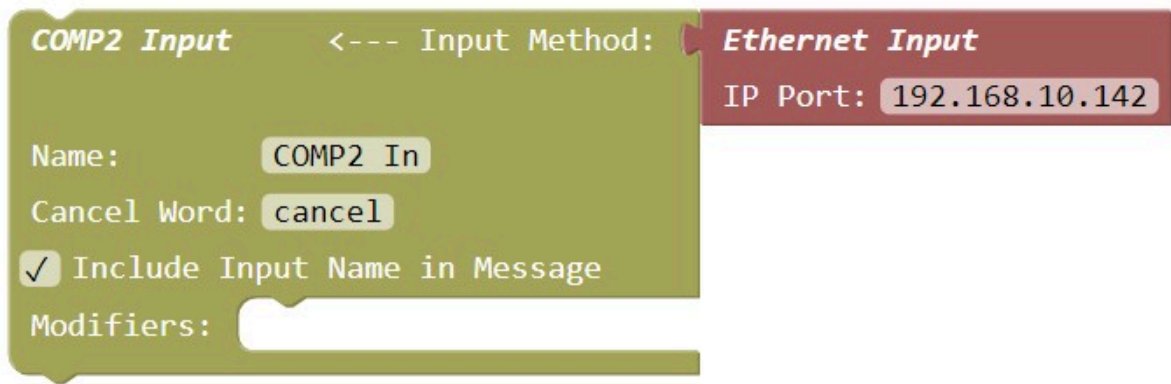 COMP2 Input <--- Input Method: Ethernet Input
IP Port: 192.168.10.142
Name: COMP2 In
Cancel Word: cancel
✓ Include Input Name in Message
Modifiers: